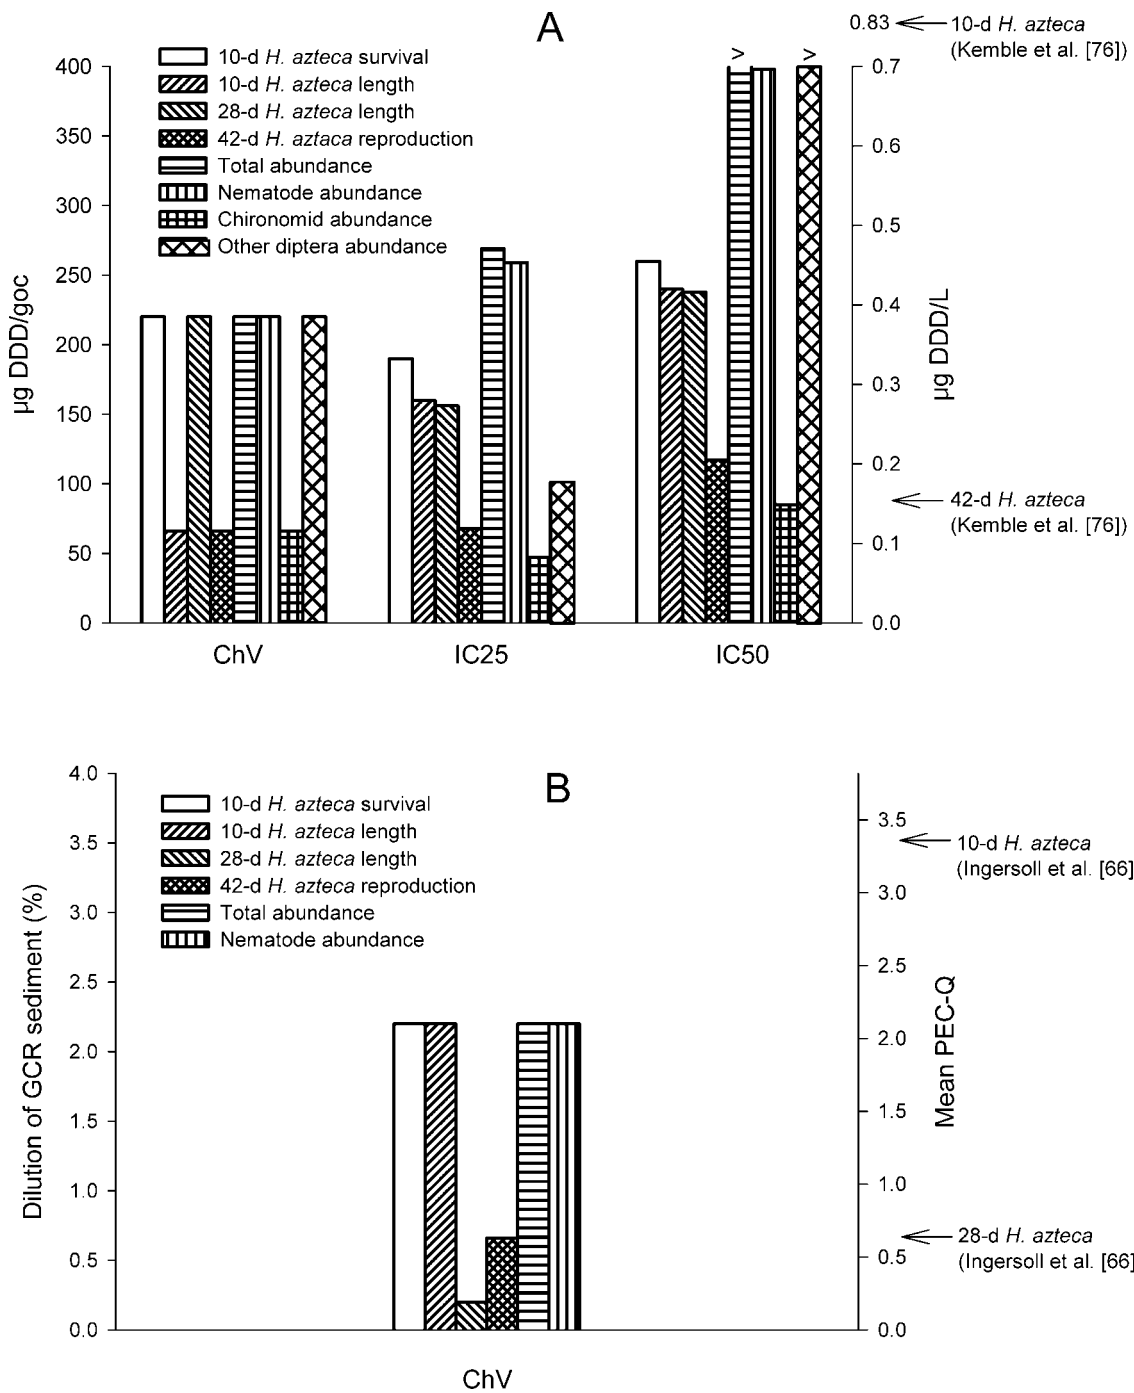 A
0.83
10-d H. azteca
(Kemble et al. [76])
10-d H. azteca survival
10-d H. azteca length
28-d H. azteca length
42-d H. aztaca reproduction
Total abundance
Nematode abundance
Chironomid abundance
Other diptera abundance
> >
400
350
300
250
200
150
100
50
0
µg DDD/goc
0.7
0.6
0.5
0.4
0.3
0.2
0.1
0.0
µg DDD/L
42-d H. azteca
(Kemble et al. [76])
ChV IC25 IC50
B
10-d H. azteca survival
10-d H. azteca length
28-d H. azteca length
42-d H. azteca reproduction
Total abundance
Nematode abundance
4.0
3.5
3.0
2.5
2.0
1.5
1.0
0.5
0.0
Dilution of GCR sediment (%)
3.5
3.0
2.5
2.0
1.5
1.0
0.5
0.0
Mean PEC-Q
10-d H. azteca
(Ingersoll et al. [66]
28-d H. azteca
(Ingersoll et al. [66]
ChV